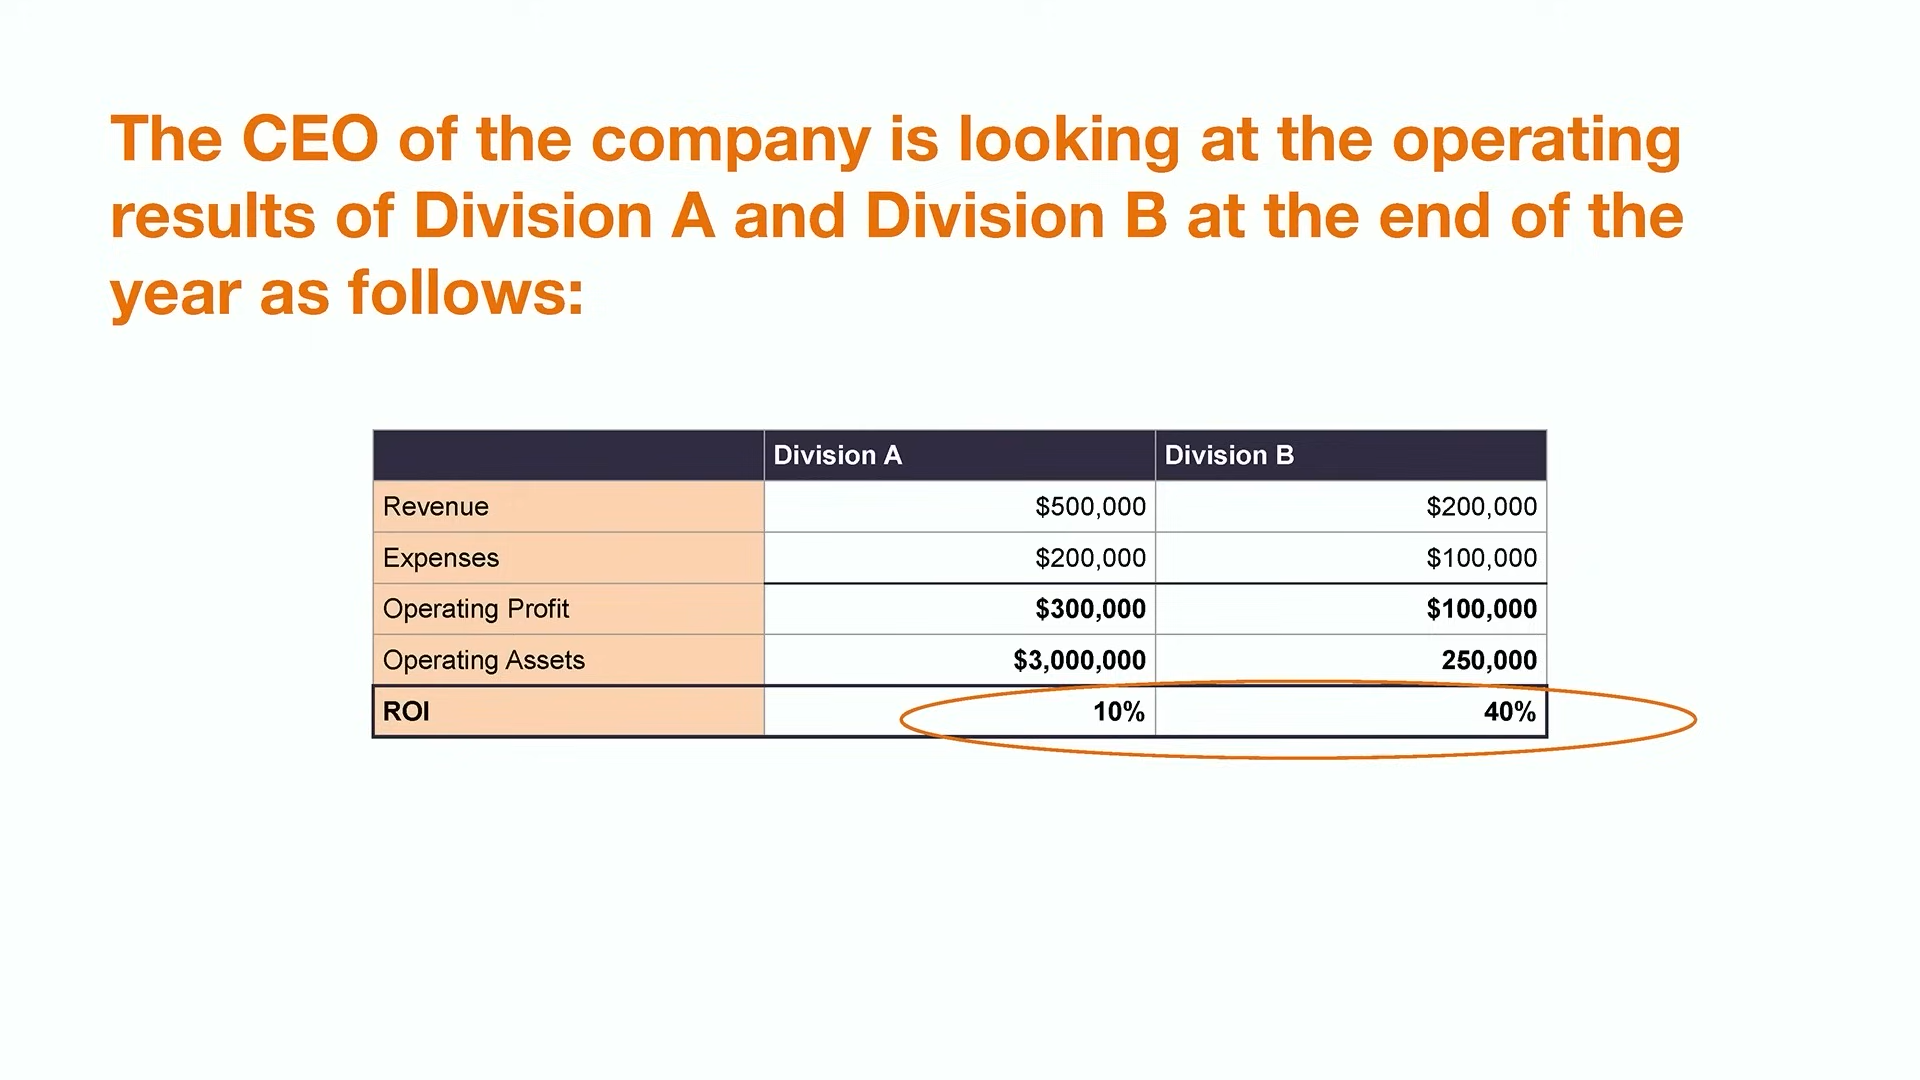 The CEO of the company is looking at the operating
results of Division A and Division B at the end of the
year as follows:
Division A Division B
Revenue $500,000 $200,000
Expenses $200,000 $100,000
Operating Profit $300,000 $100,000
Operating Assets $3,000,000 250,000
ROI 10% 40%